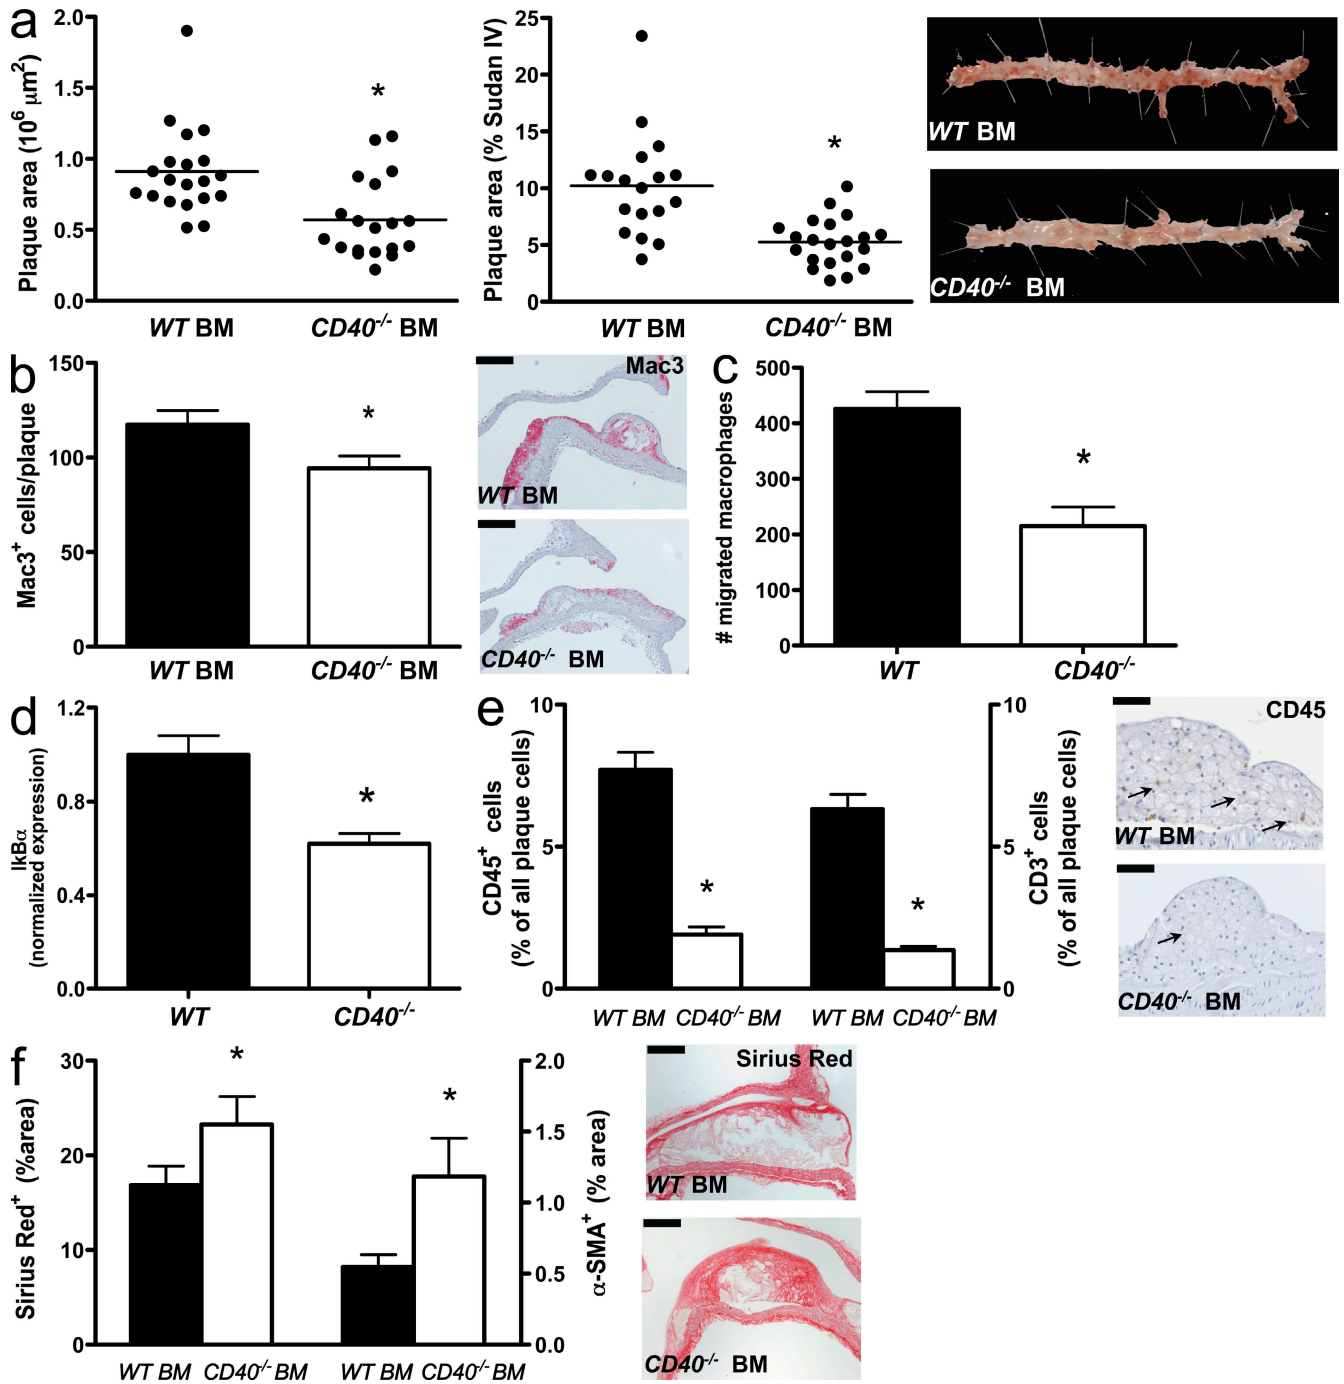 a
Plaque area (10⁶ µm²)
2.0
1.5
1.0
0.5
0.0
*
WT BM
CD40⁻/⁻ BM
Plaque area (% Sudan IV)
25
20
15
10
5
0
*
WT BM
CD40⁻/⁻ BM
WT BM
CD40⁻/⁻ BM
b
Mac3⁺ cells/plaque
150
100
50
0
*
WT BM
CD40⁻/⁻ BM
Mac3
WT BM
CD40⁻/⁻ BM
c
# migrated macrophages
500
400
300
200
100
0
*
WT
CD40⁻/⁻
d
IkBα
(normalized expression)
1.2
0.8
0.4
0.0
*
WT
CD40⁻/⁻
e
CD45⁺ cells
(% of all plaque cells)
10
5
0
*
*
WT BM
CD40⁻/⁻ BM
WT BM
CD40⁻/⁻ BM
10
5
0
CD3⁺ cells
(% of all plaque cells)
CD45
WT BM
CD40⁻/⁻ BM
f
Sirius Red⁺ (%area)
30
20
10
0
*
*
WT BM
CD40⁻/⁻ BM
WT BM
CD40⁻/⁻ BM
2.0
1.5
1.0
0.5
0.0
α-SMA⁺ (% area)
Sirius Red
WT BM
CD40⁻/⁻ BM